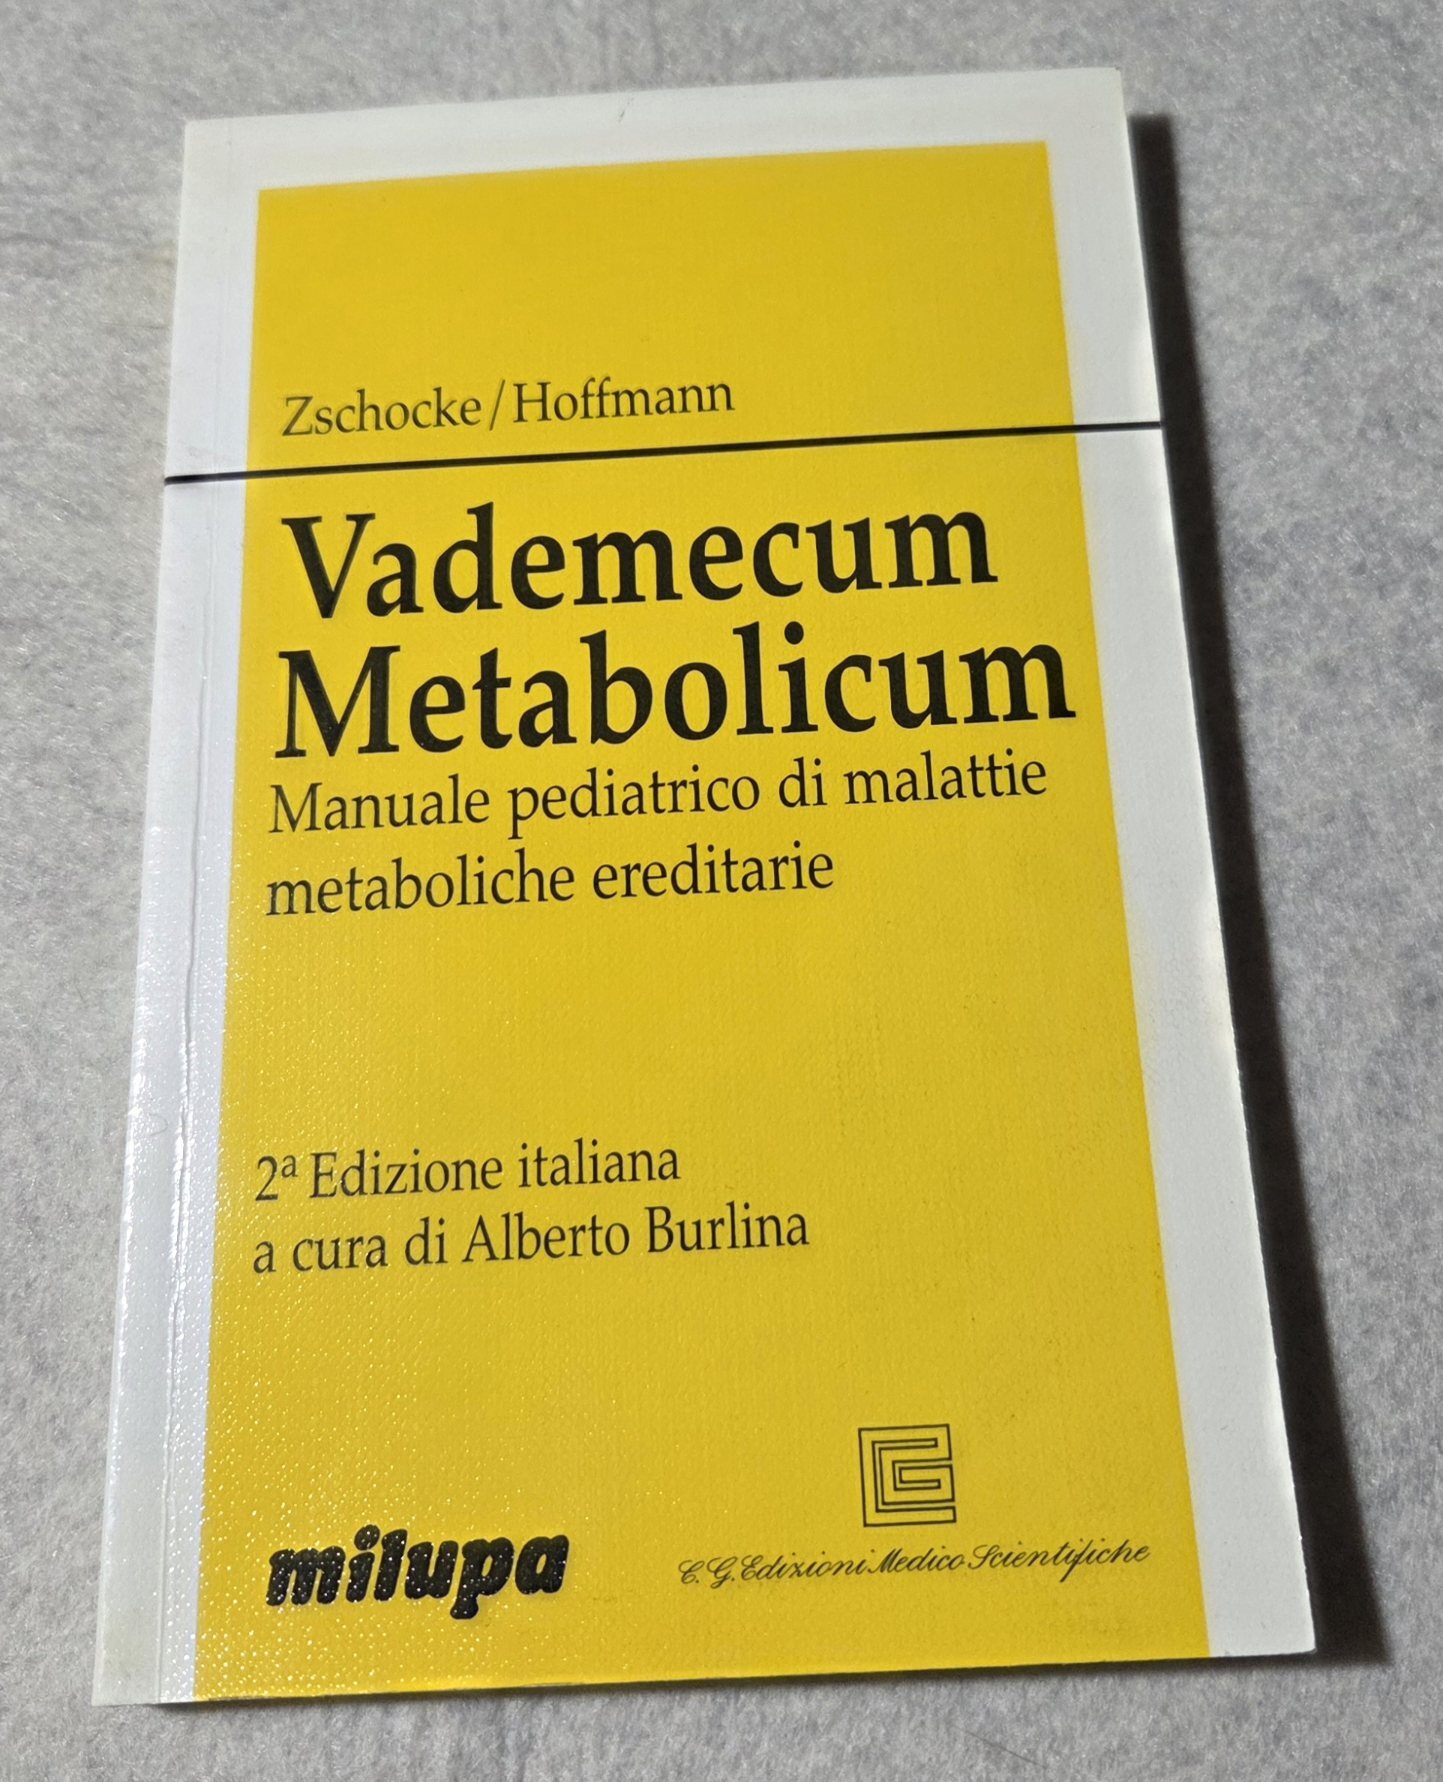 Zschocke/Hoffmann
Vademecum
Metabolicum
Manuale pediatrico di malattie
metaboliche ereditarie
2ª Edizione italiana
a cura di Alberto Burlina
milupa
C.G. Edizioni Medico Scientifiche